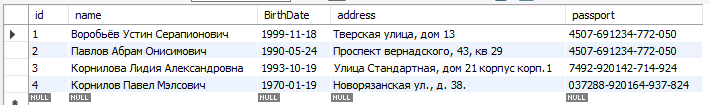 id name BirthDate address passport
1 Воробьёв Устин Серапионович 1999-11-18 Тверская улица, дом 13 4507-691234-772-050
2 Павлов Абрам Онисимович 1990-05-24 Проспект вернадского, 43, кв 29 4507-691234-772-050
3 Корнилова Лидия Александровна 1993-10-19 Улица Стандартная, дом 21 корпус корп.1 7492-920142-714-924
4 Корнилов Павел Мэлсович 1970-01-19 Новорязанская ул., д. 38. 037288-920164-937-824
NULL NULL NULL NULL NULL